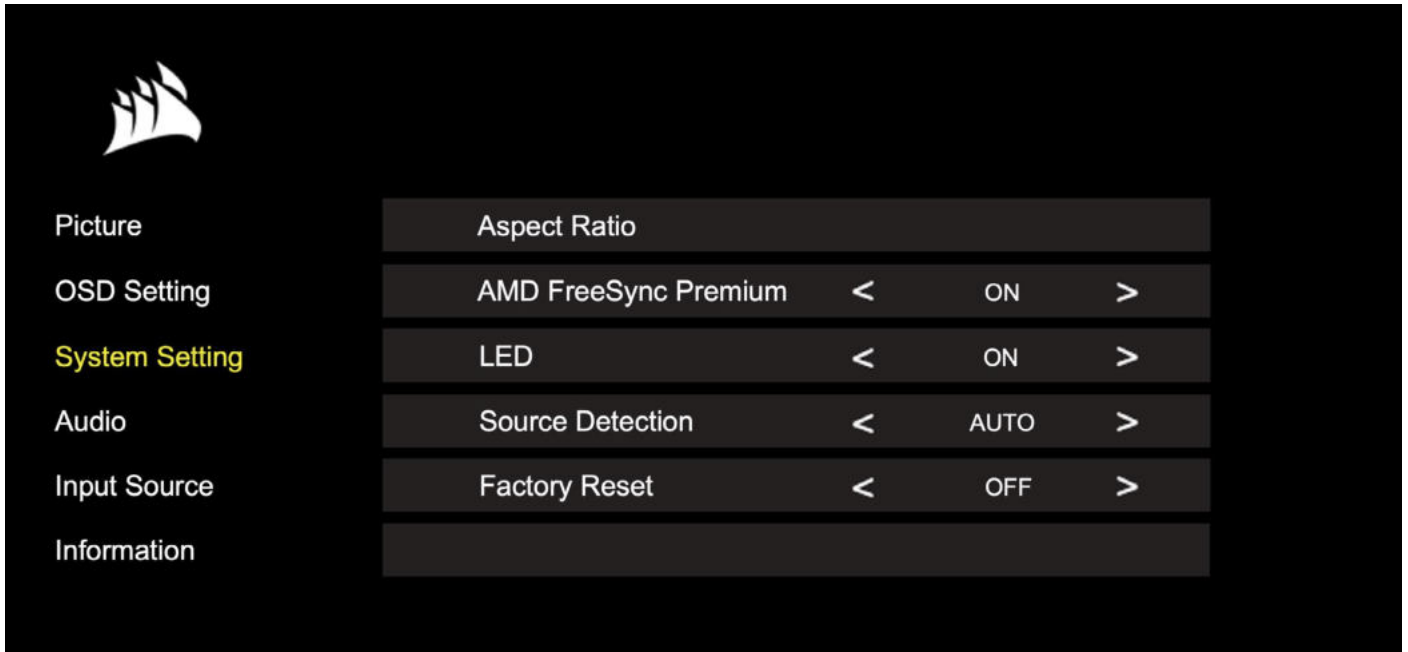 Picture Aspect Ratio
OSD Setting AMD FreeSync Premium < ON >
System Setting LED < ON >
Audio Source Detection < AUTO >
Input Source Factory Reset < OFF >
Information